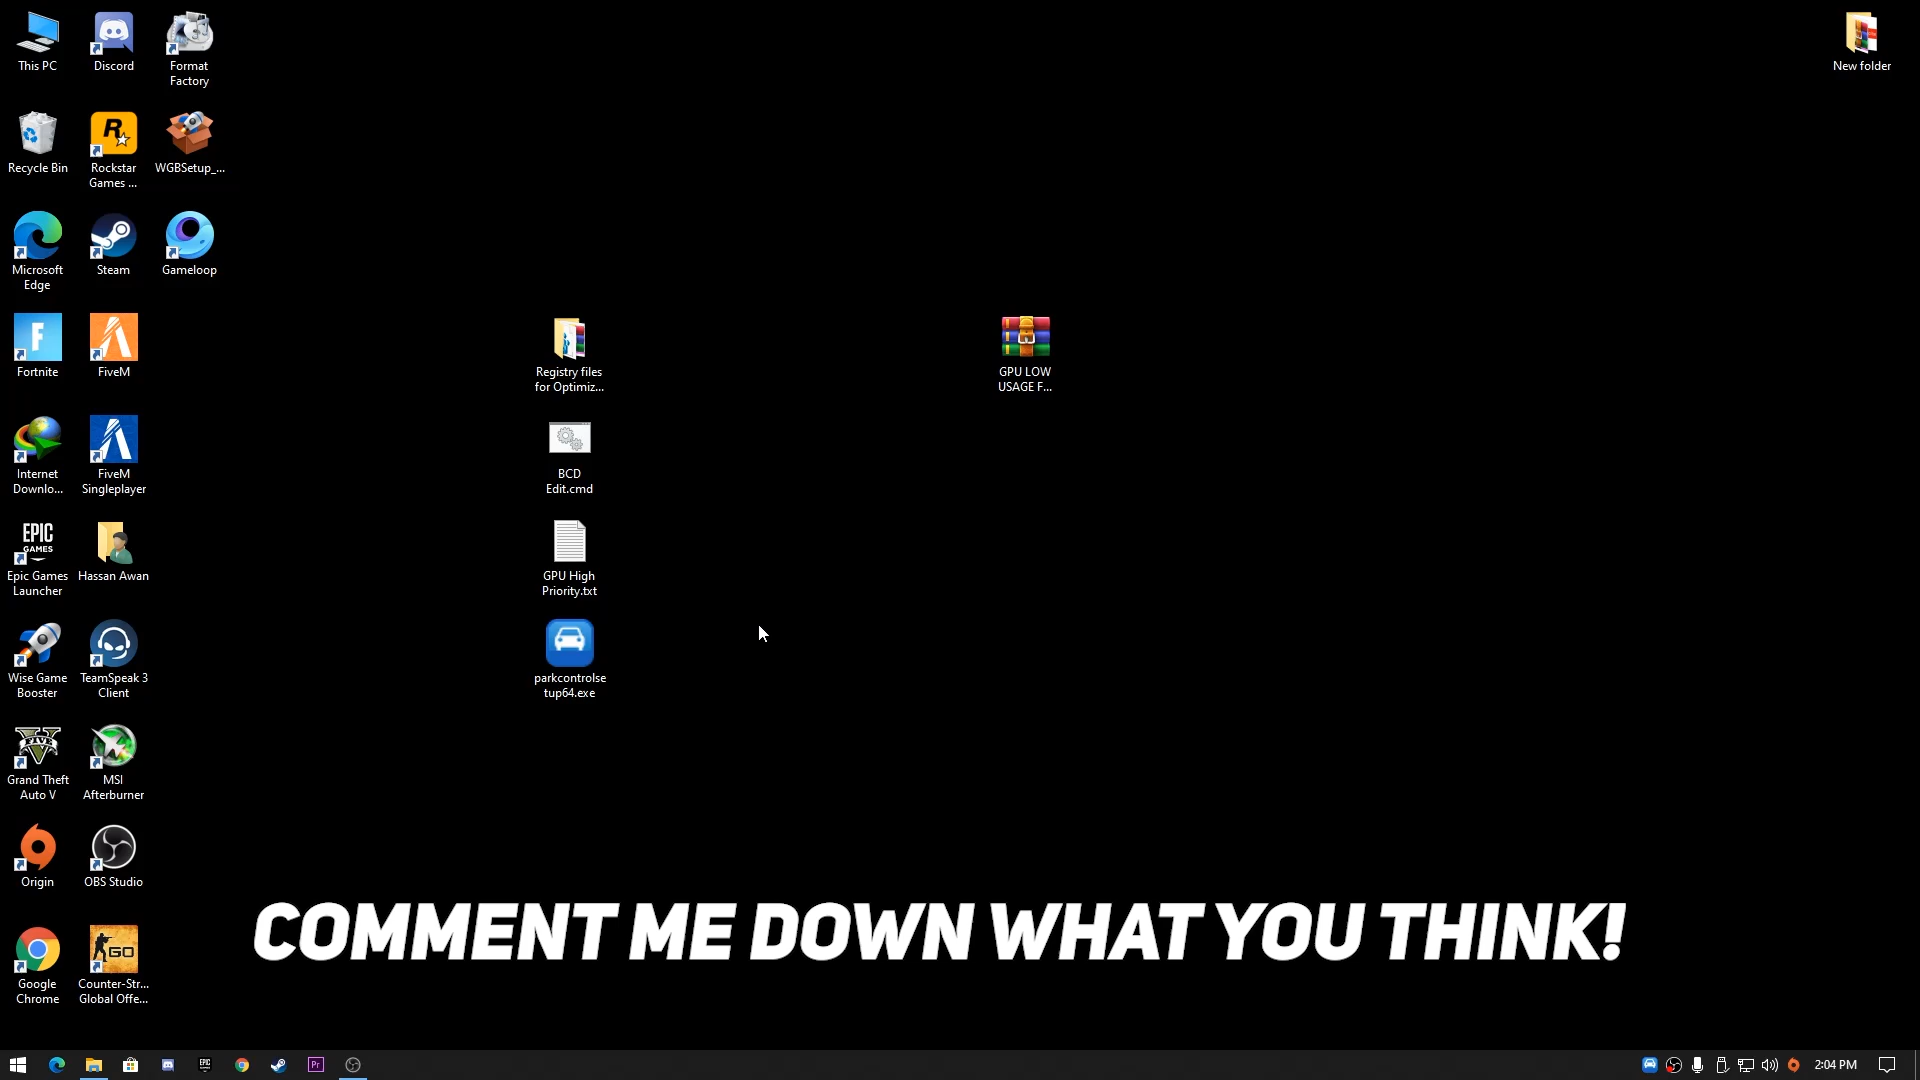 This PC
Discord
Format
Factory
New folder
Recycle Bin
Rockstar
Games ...
WGBSetup_...
Microsoft
Edge
Steam
Gameloop
F
Fortnite
FiveM
Registry files
for Optimiz...
GPU LOW
USAGE F...
Internet
Downlo...
FiveM
Singleplayer
BCD
Edit.cmd
EPIC
GAMES
Epic Games
Launcher
Hassan Awan
GPU High
Priority.txt
Wise Game
Booster
TeamSpeak 3
Client
parkcontrolse
tup64.exe
FIVE
Grand Theft
Auto V
MSI
Afterburner
Origin
OBS Studio
COMMENT ME DOWN WHAT YOU THINK!
Google
Chrome
GO
Counter-Str...
Global Offe...
EPIC
Pr
2:04 PM